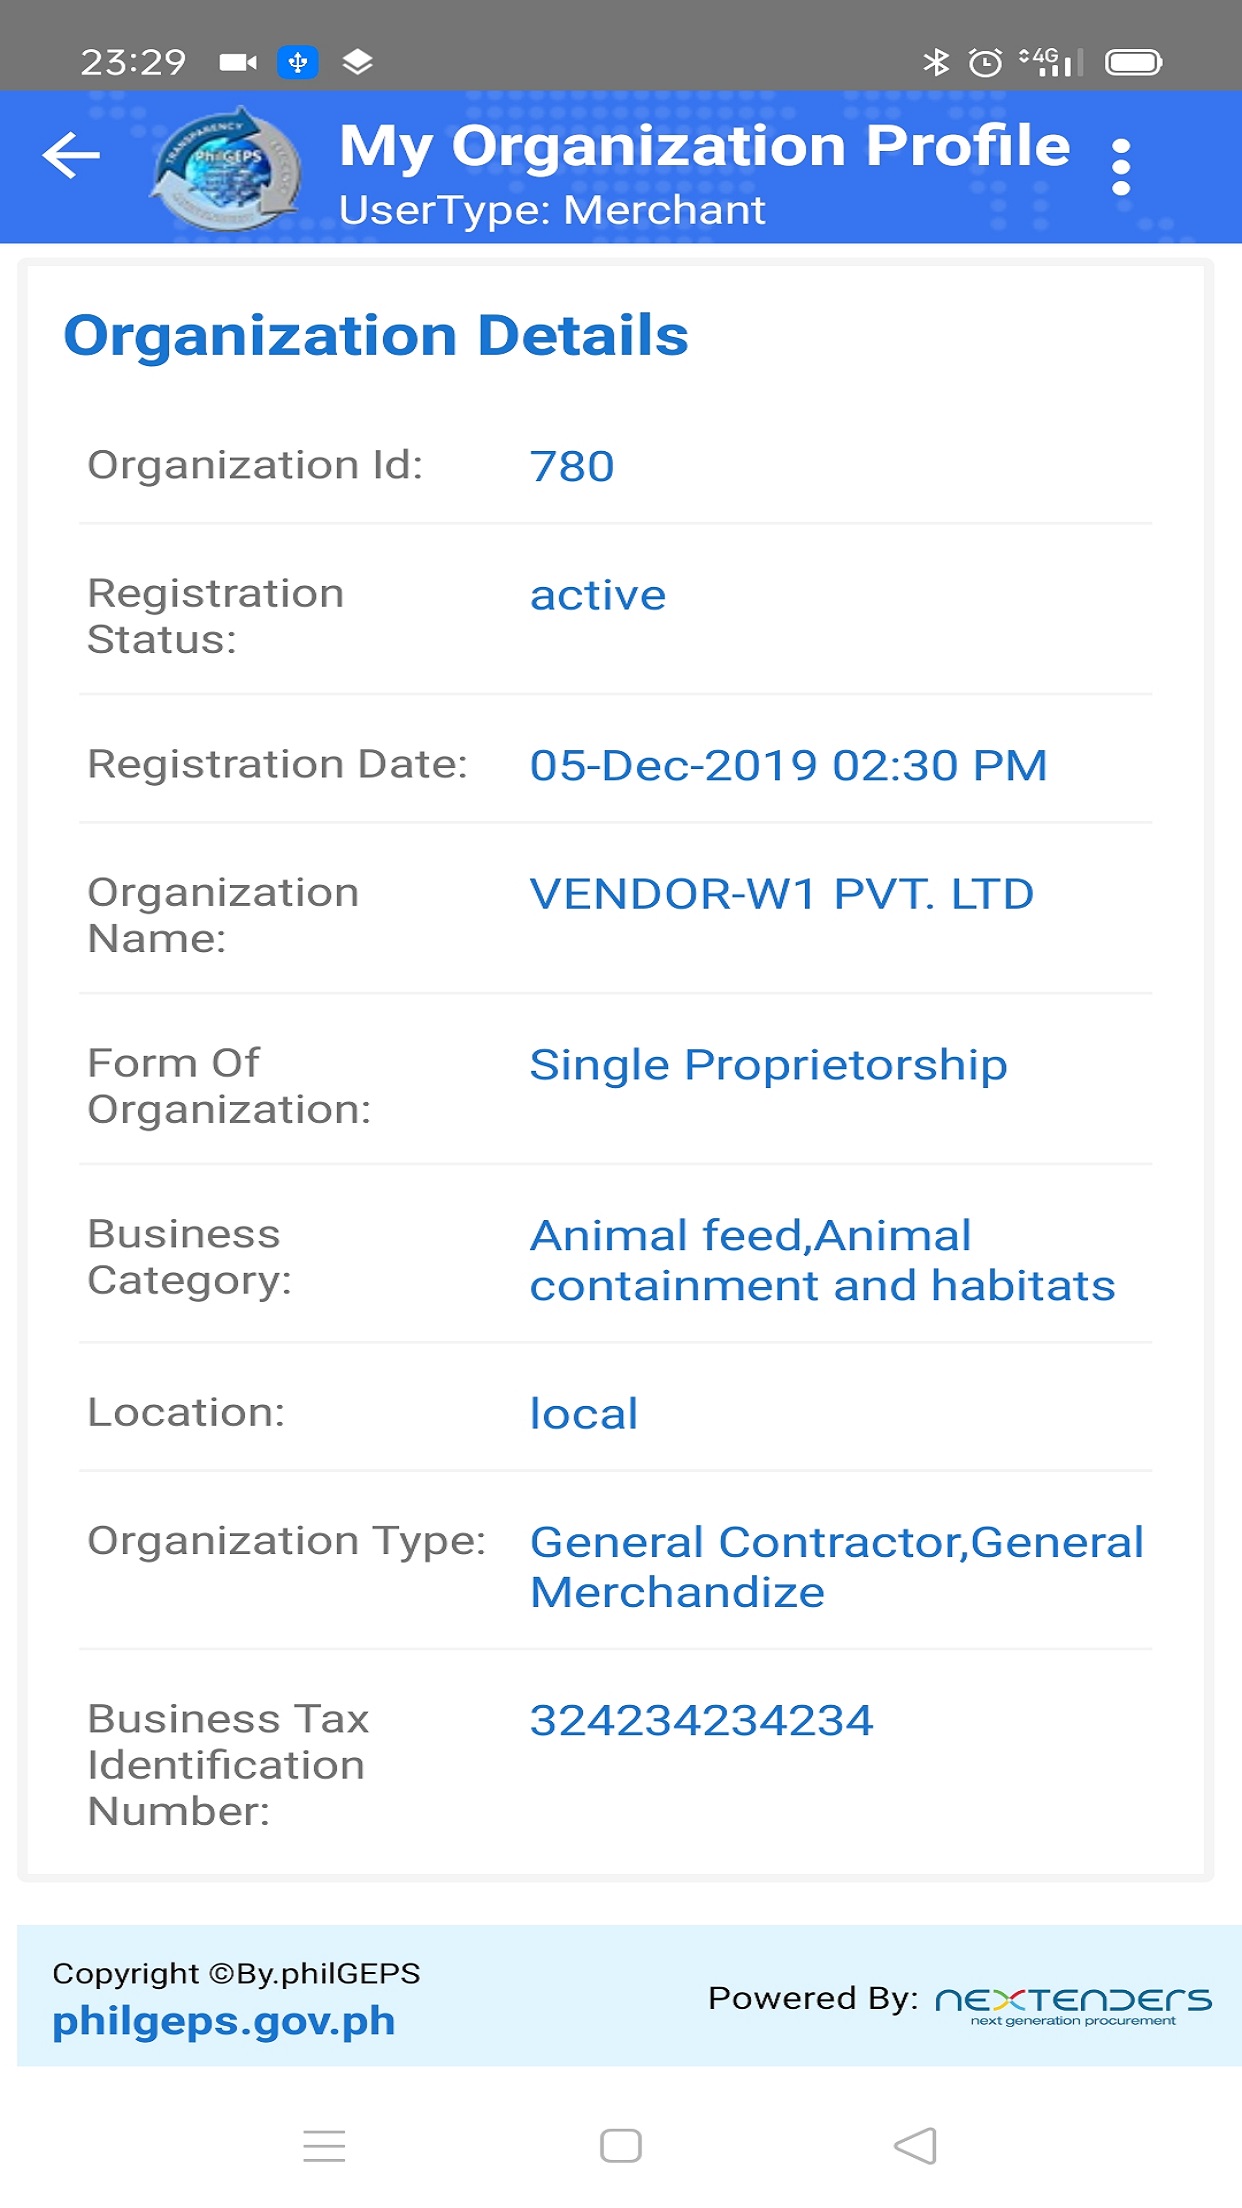 23:29
4G
My Organization Profile
UserType: Merchant
TRANSPARENCY
PhilGEPS
Organization Details
Organization Id: 780
Registration active
Status:
Registration Date: 05-Dec-2019 02:30 PM
Organization VENDOR-W1 PVT. LTD
Name:
Form Of Single Proprietorship
Organization:
Business Animal feed,Animal
Category: containment and habitats
Location: local
Organization Type: General Contractor,General
Merchandize
Business Tax 324234234234
Identification
Number:
Copyright ©By.philGEPS
philgeps.gov.ph
Powered By: nexTenders
next generation procurement